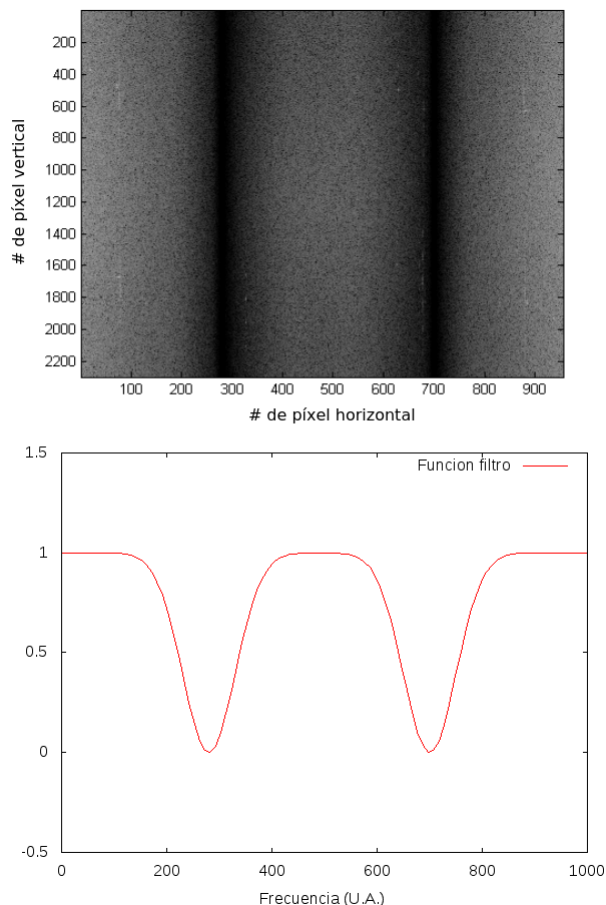 200
400
600
800
1000
1200
1400
1600
1800
2000
2200
# de píxel vertical
100 200 300 400 500 600 700 800 900
# de píxel horizontal
1.5
Funcion filtro
1
0.5
0
-0.5
0 200 400 600 800 1000
Frecuencia (U.A.)